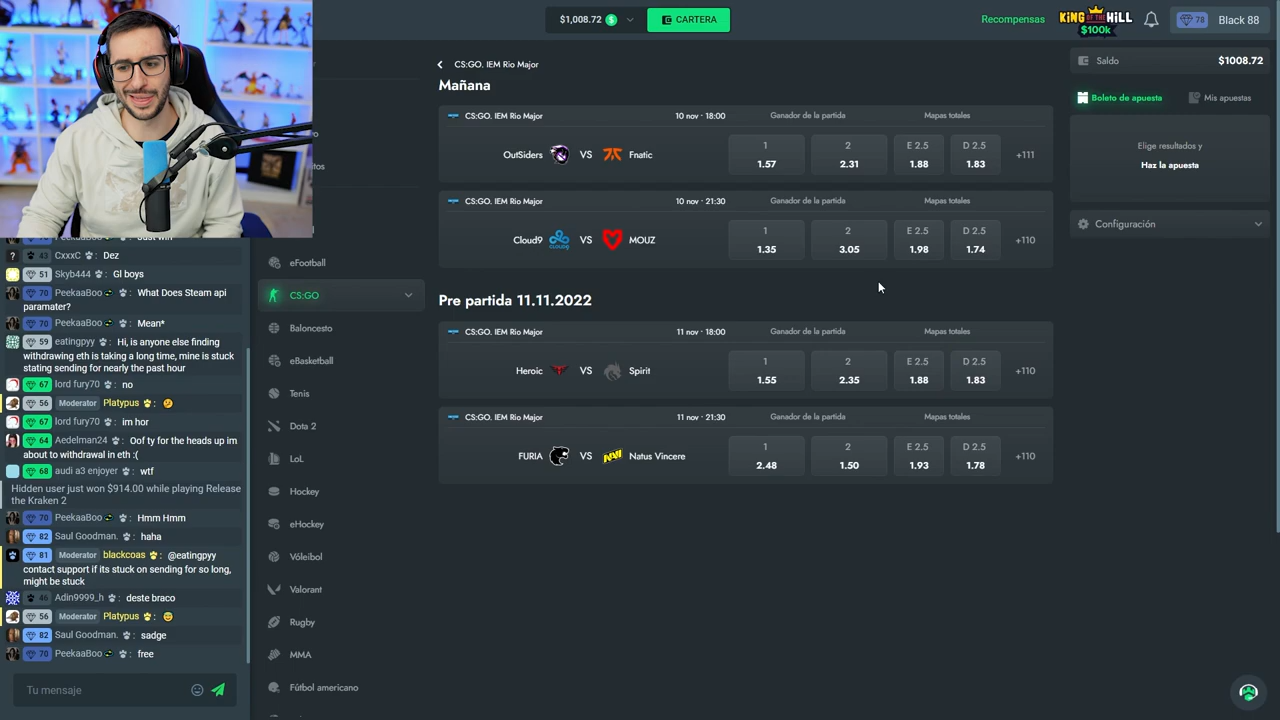 $1,008.72
CARTERA
Recompensas
KING OF THE HILL
$100k
78
Black 88
CS:GO. IEM Rio Major
Mañana
CS:GO. IEM Rio Major 10 nov · 18:00 Ganador de la partida Mapas totales
OutSiders VS Fnatic
1 2 E 2.5 D 2.5
1.57 2.31 1.88 1.83
+111
CS:GO. IEM Rio Major 10 nov · 21:30 Ganador de la partida Mapas totales
Cloud9 VS MOUZ
1 2 E 2.5 D 2.5
1.35 3.05 1.98 1.74
+110
Pre partida 11.11.2022
CS:GO. IEM Rio Major 11 nov · 18:00 Ganador de la partida Mapas totales
Heroic VS Spirit
1 2 E 2.5 D 2.5
1.55 2.35 1.88 1.83
+110
CS:GO. IEM Rio Major 11 nov · 21:30 Ganador de la partida Mapas totales
FURIA VS Natus Vincere
1 2 E 2.5 D 2.5
2.48 1.50 1.93 1.78
+110
Saldo $1008.72
Boleto de apuesta
Mis apuestas
Elige resultados y
Haz la apuesta
Configuración
eFootball
CS:GO
Baloncesto
eBasketball
Tenis
Dota 2
LoL
Hockey
eHockey
Vóleibol
Valorant
Rugby
MMA
Fútbol americano
? 43 CxxxC : Dez
51 Skyb444 : Gl boys
70 PeekaaBoo : What Does Steam api
paramater?
70 PeekaaBoo : Mean*
59 eatingpyy : Hi, is anyone else finding
withdrawing eth is taking a long time, mine is stuck
stating sending for nearly the past hour
67 lord fury70 : no
56 Moderator Platypus :
67 lord fury70 : im hor
64 Aedelman24 : Oof ty for the heads up im
about to withdrawal in eth :(
68 audi a3 enjoyer : wtf
Hidden user just won $914.00 while playing Release
the Kraken 2
70 PeekaaBoo : Hmm Hmm
82 Saul Goodman. : haha
81 Moderator blackcoas : @eatingpyy
contact support if its stuck on sending for so long,
might be stuck
46 Adin9999_h : deste braco
56 Moderator Platypus :
82 Saul Goodman. : sadge
70 PeekaaBoo : free
Tu mensaje